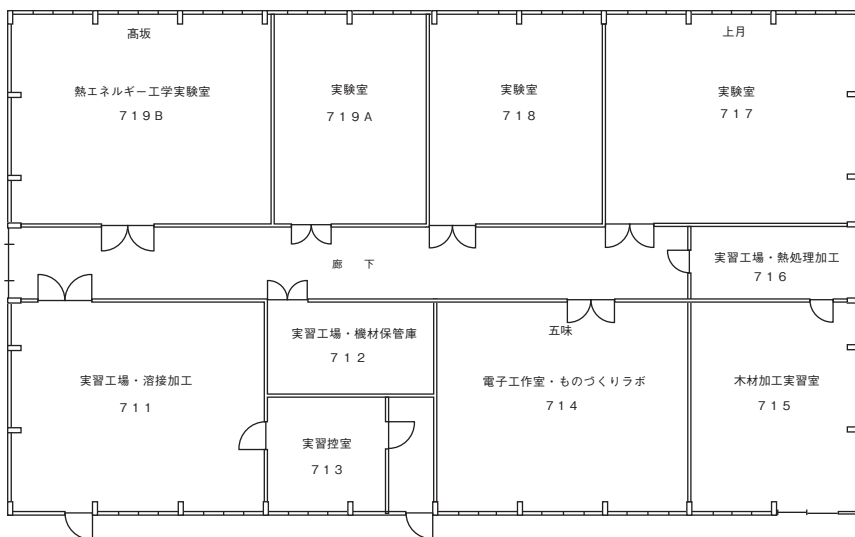 髙坂
熱エネルギー工学実験室
７１９Ｂ
実験室
７１９Ａ
実験室
７１８
上月
実験室
７１７
廊　下
実習工場・熱処理加工
７１６
実習工場・溶接加工
７１１
実習工場・機材保管庫
７１２
実習控室
７１３
五味
電子工作室・ものづくりラボ
７１４
木材加工実習室
７１５